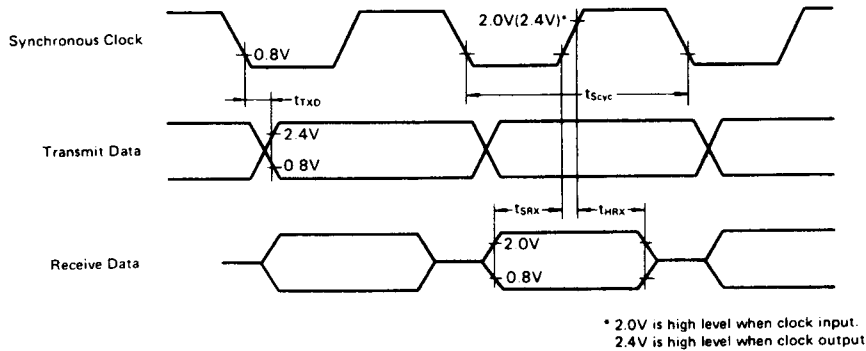 2.0V(2.4V)*
Synchronous Clock
0.8V
tScyc
tTXD
2.4V
Transmit Data
0.8V
tSRX
tHRX
2.0V
Receive Data
0.8V
* 2.0V is high level when clock input.
2.4V is high level when clock output